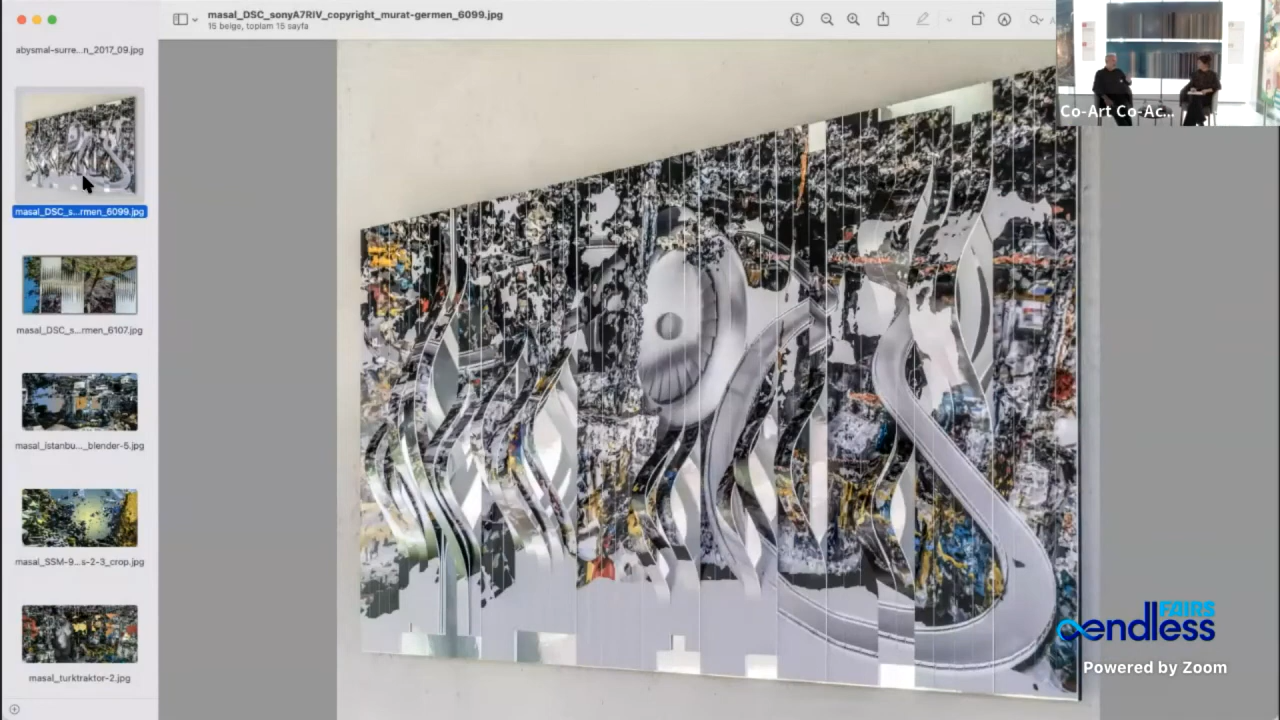 masal_DSC_sonyA7RIV_copyright_murat-germen_6099.jpg
15 belge, toplam 15 sayfa
abysmal-surre...n_2017_09.jpg
masal_DSC_s...rmen_6099.jpg
masal_DSC_s...rmen_6107.jpg
masal_istanbu..._blender-5.jpg
masal_SSM-9...s-2-3_crop.jpg
masal_turktraktor-2.jpg
Co-Art Co-Ac...
FAIRS
endless
Powered by Zoom